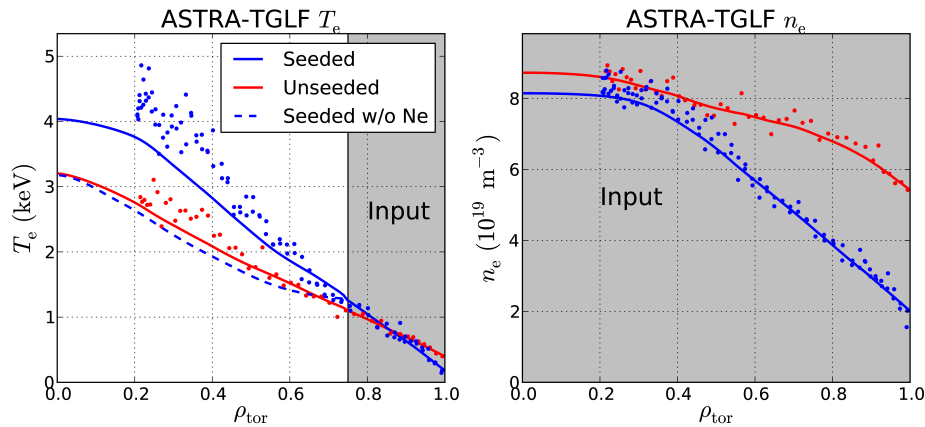 ASTRA-TGLF Tₑ
5
4
3
2
1
0
Tₑ (keV)
Seeded
Unseeded
Seeded w/o Ne
Input
0.0 0.2 0.4 0.6 0.8 1.0
ρtor
ASTRA-TGLF nₑ
8
6
4
2
0
nₑ (10¹⁹ m⁻³)
Input
0.0 0.2 0.4 0.6 0.8 1.0
ρtor